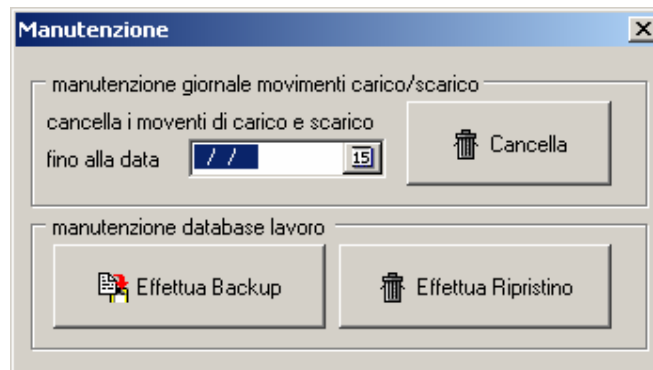 Manutenzione
manutenzione giornale movimenti carico/scarico
cancella i moventi di carico e scarico
fino alla data / / 15
Cancella
manutenzione database lavoro
Effettua Backup Effettua Ripristino